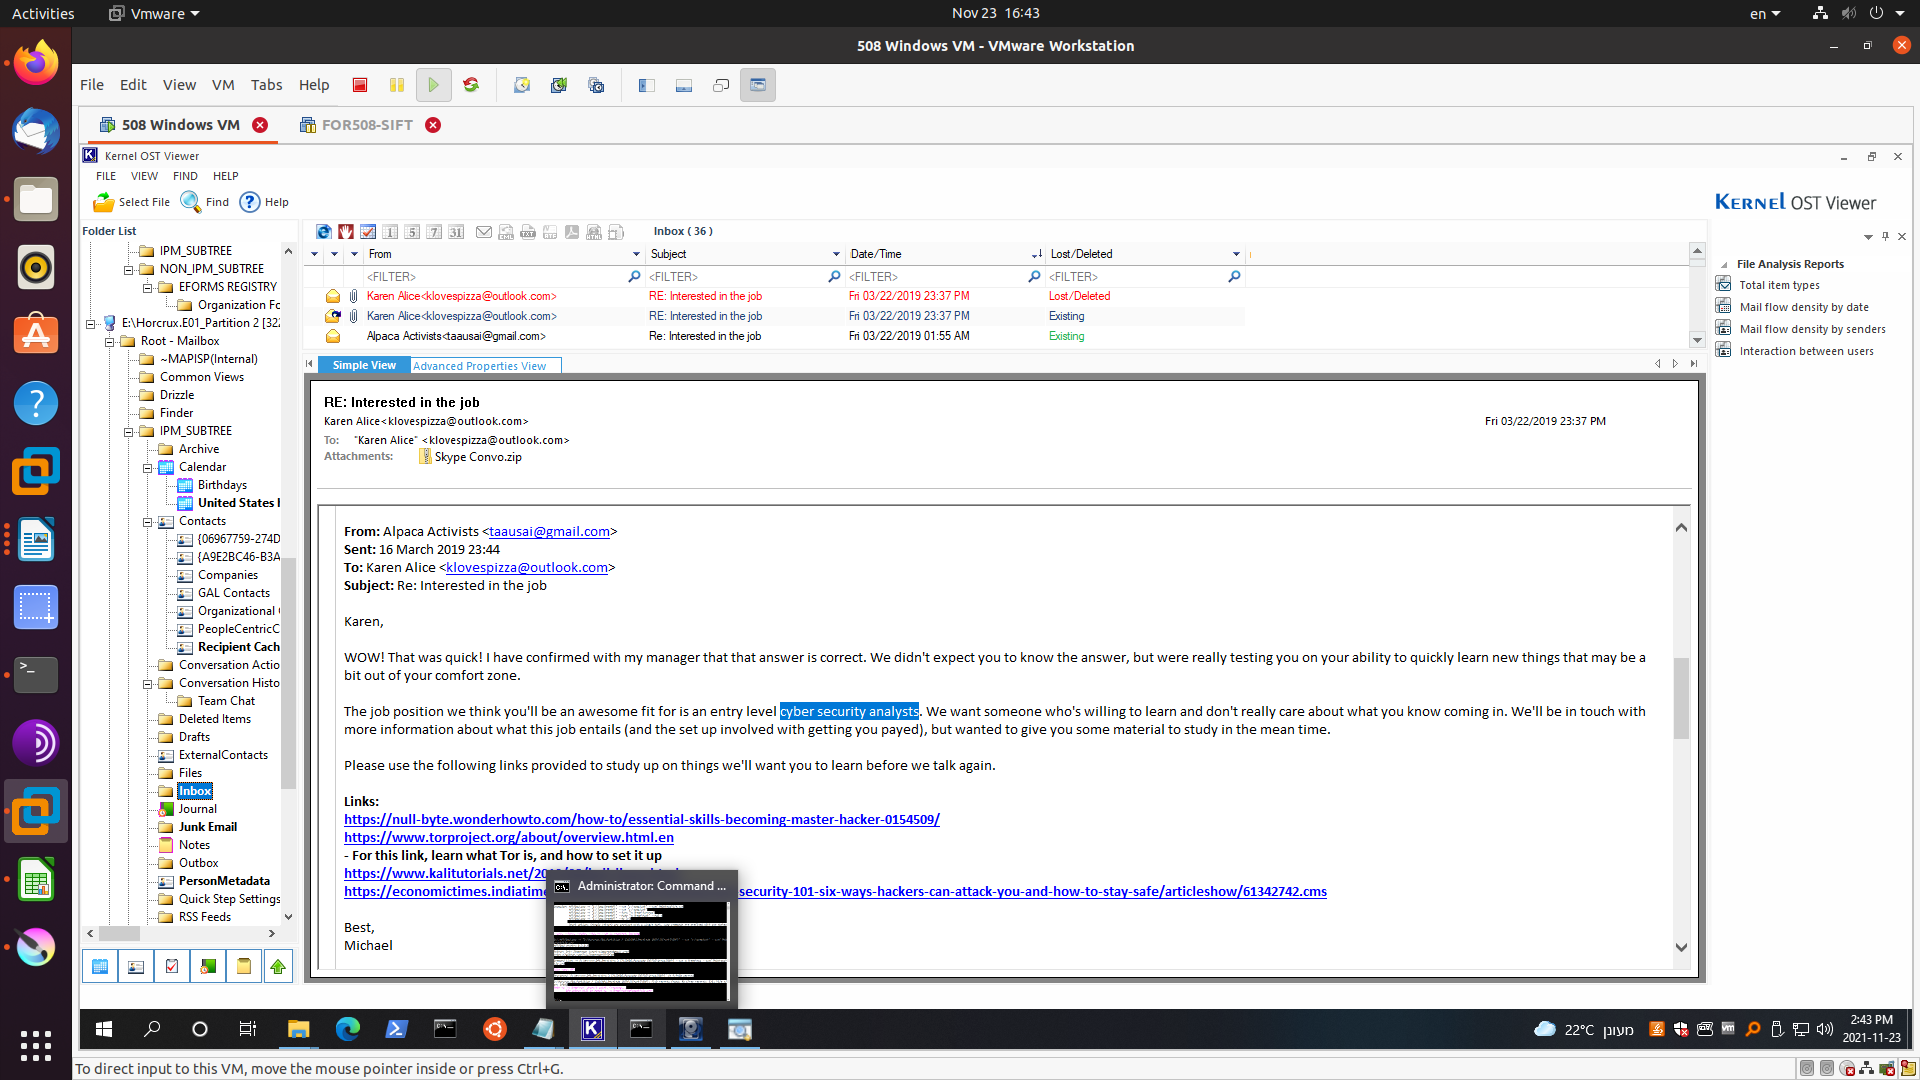 Activities
Vmware
Nov 23 16:43
en
508 Windows VM - VMware Workstation
File Edit View VM Tabs Help
508 Windows VM
FOR508-SIFT
Kernel OST Viewer
FILE VIEW FIND HELP
Select File
Find
Help
KERNEL OST Viewer
Folder List
IPM_SUBTREE
NON_IPM_SUBTREE
EFORMS REGISTRY
Organization Fo
E:\Horcrux.E01_Partition 2 [322
Root - Mailbox
~MAPISP(Internal)
Common Views
Drizzle
Finder
IPM_SUBTREE
Archive
Calendar
Birthdays
United States
Contacts
{06967759-274D
{A9E2BC46-B3A
Companies
GAL Contacts
Organizational
PeopleCentricC
Recipient Cach
Conversation Actio
Conversation Histo
Team Chat
Deleted Items
Drafts
ExternalContacts
Files
Inbox
Journal
Junk Email
Notes
Outbox
PersonMetadata
Quick Step Settings
RSS Feeds
Inbox ( 36 )
From Subject Date/Time Lost/Deleted
<FILTER> <FILTER> <FILTER> <FILTER>
Karen Alice<klovespizza@outlook.com> RE: Interested in the job Fri 03/22/2019 23:37 PM Lost/Deleted
Karen Alice<klovespizza@outlook.com> RE: Interested in the job Fri 03/22/2019 23:37 PM Existing
Alpaca Activists<taausai@gmail.com> Re: Interested in the job Fri 03/22/2019 01:55 AM Existing
Simple View Advanced Properties View
RE: Interested in the job
Karen Alice<klovespizza@outlook.com> Fri 03/22/2019 23:37 PM
To: "Karen Alice" <klovespizza@outlook.com>
Attachments: Skype Convo.zip
From: Alpaca Activists <taausai@gmail.com>
Sent: 16 March 2019 23:44
To: Karen Alice <klovespizza@outlook.com>
Subject: Re: Interested in the job
Karen,
WOW! That was quick! I have confirmed with my manager that that answer is correct. We didn't expect you to know the answer, but were really testing you on your ability to quickly learn new things that may be a
bit out of your comfort zone.
The job position we think you'll be an awesome fit for is an entry level cyber security analysts. We want someone who's willing to learn and don't really care about what you know coming in. We'll be in touch with
more information about what this job entails (and the set up involved with getting you payed), but wanted to give you some material to study in the mean time.
Please use the following links provided to study up on things we'll want you to learn before we talk again.
Links:
https://null-byte.wonderhowto.com/how-to/essential-skills-becoming-master-hacker-0154509/
https://www.torproject.org/about/overview.html.en
- For this link, learn what Tor is, and how to set it up
https://www.kalitutorials.net/20
https://economictimes.indiatime security-101-six-ways-hackers-can-attack-you-and-how-to-stay-safe/articleshow/61342742.cms
Best,
Michael
File Analysis Reports
Total item types
Mail flow density by date
Mail flow density by senders
Interaction between users
Administrator: Command ...
22°C מעונן
2:43 PM
2021-11-23
To direct input to this VM, move the mouse pointer inside or press Ctrl+G.